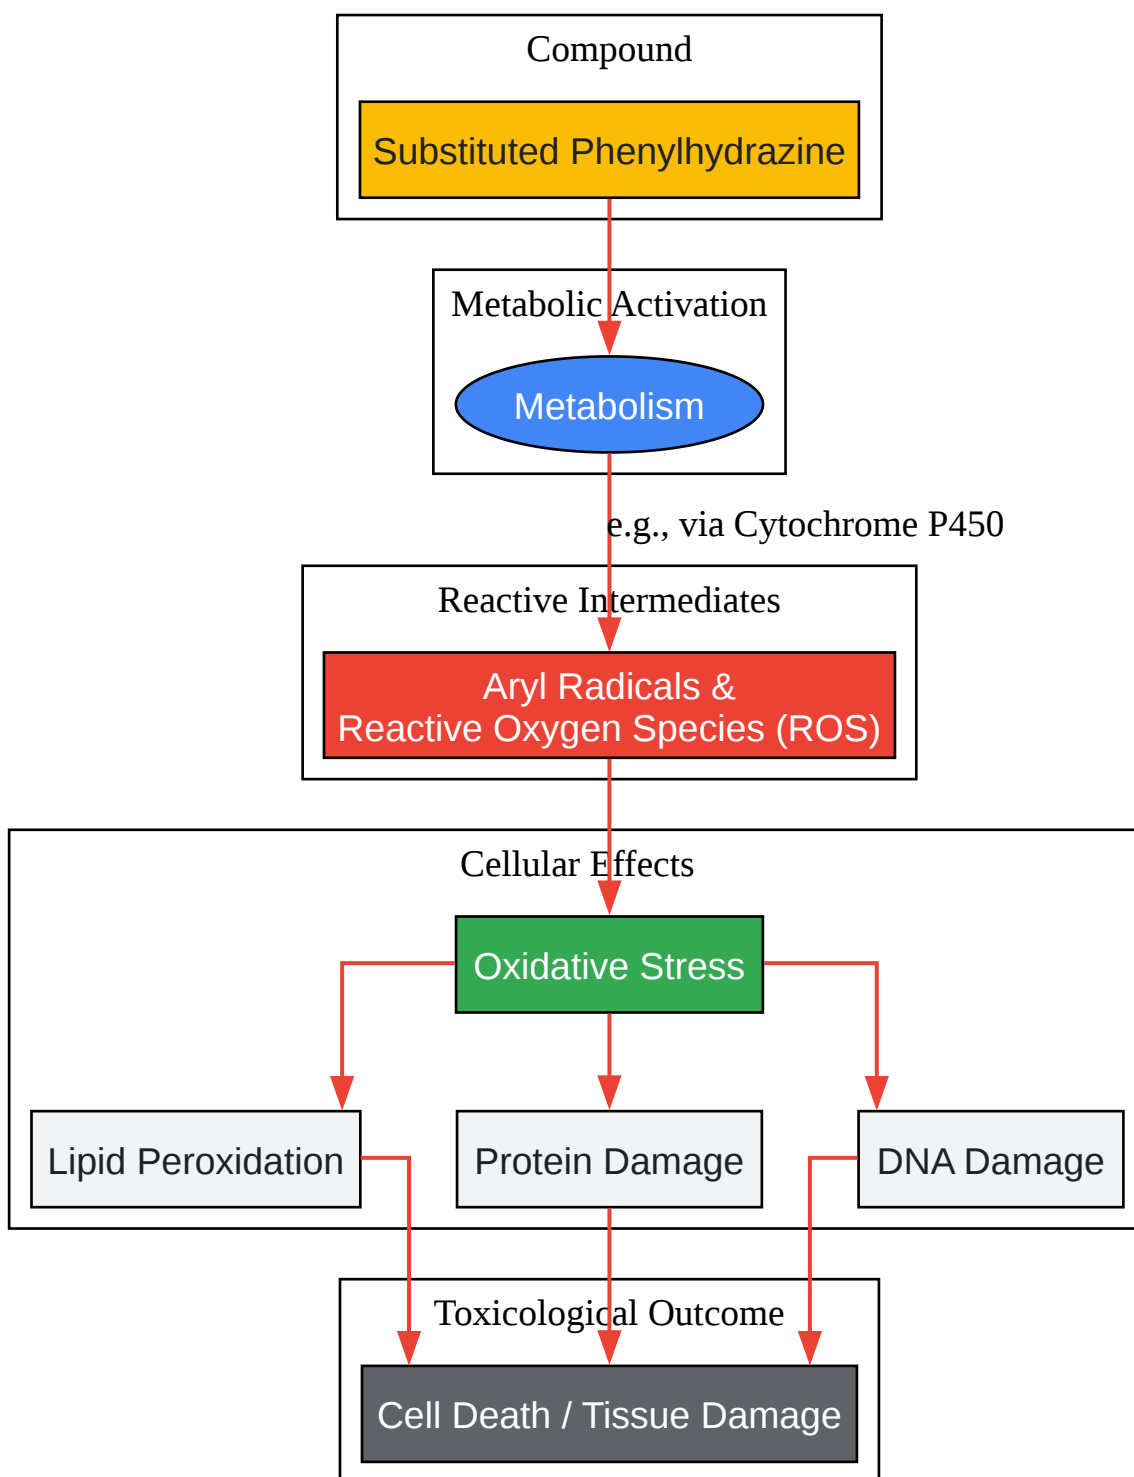 Compound
Substituted Phenylhydrazine
Metabolic Activation
Metabolism
e.g., via Cytochrome P450
Reactive Intermediates
Aryl Radicals &
Reactive Oxygen Species (ROS)
Cellular Effects
Oxidative Stress
Lipid Peroxidation
Protein Damage
DNA Damage
Toxicological Outcome
Cell Death / Tissue Damage